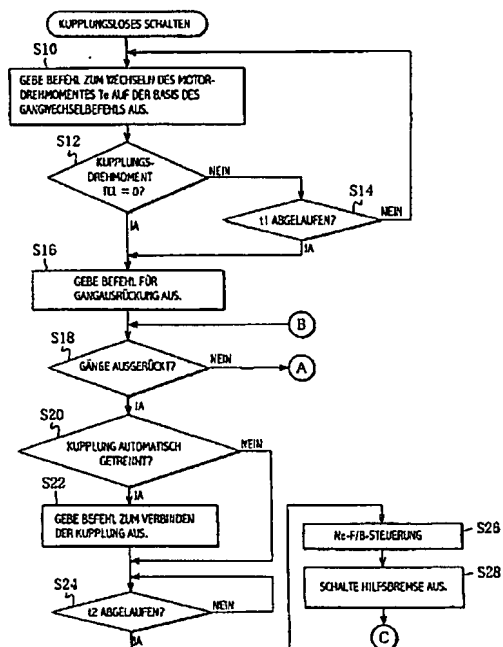 KUPPLUNGSLOSES SCHALTEN
S10
GEBE BEFEHL ZUM WECHSELN DES MOTOR-
DREHMOMENTES Te AUF DER BASIS DES
GANGWECHSELBEFEHLS AUS.
S12
KUPPLUNGS-
DREHMOMENT
TCL = 0?
NEIN
JA
S14
t1 ABGELAUFEN?
NEIN
JA
S16
GEBE BEFEHL FÜR
GANGAUSRÜCKUNG AUS.
B
S18
GÄNGE AUSGERÜCKT?
NEIN
A
JA
S20
KUPPLUNG AUTOMATISCH
GETRENNT?
NEIN
JA
S22
GEBE BEFEHL ZUM VERBINDEN
DER KUPPLUNG AUS.
S24
t2 ABGELAUFEN?
NEIN
JA
Ne-F/B-STEUERUNG
S26
SCHALTE HILFSBREMSE AUS.
S28
C